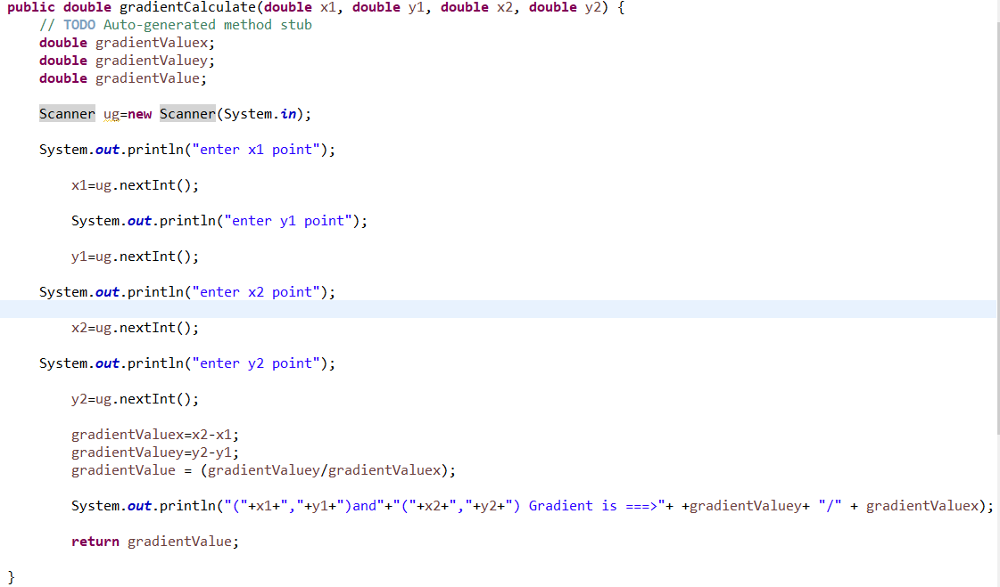 public double gradientCalculate(double x1, double y1, double x2, double y2) {
// TODO Auto-generated method stub
double gradientValuex;
double gradientValuey;
double gradientValue;
Scanner ug=new Scanner(System.in);
System.out.println("enter x1 point");
x1=ug.nextInt();
System.out.println("enter y1 point");
y1=ug.nextInt();
System.out.println("enter x2 point");
x2=ug.nextInt();
System.out.println("enter y2 point");
y2=ug.nextInt();
gradientValuex=x2-x1;
gradientValuey=y2-y1;
gradientValue = (gradientValuey/gradientValuex);
System.out.println("("+x1+","+y1+")and"+"("+x2+","+y2+") Gradient is ===>"+ +gradientValuey+ "/" + gradientValuex);
return gradientValue;
}